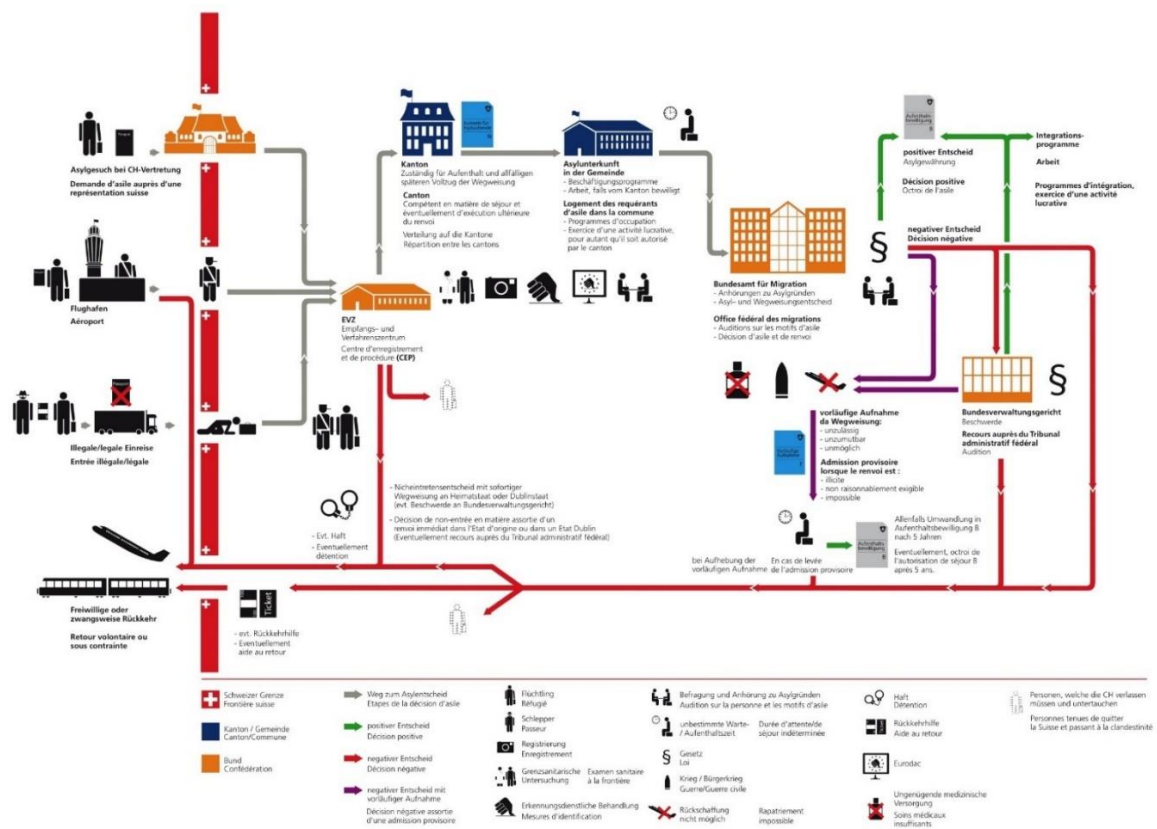 Asylgesuch bei CH-Vertretung
Demande d'asile auprès d'une
représentation suisse
Flughafen
Aéroport
Illegale/legale Einreise
Entrée illégale/légale
Freiwillige oder
zwangsweise Rückkehr
Retour volontaire ou
sous contrainte
EVZ
Empfangs- und
Verfahrenszentrum
Centre d'enregistrement
et de procédure (CEP)
Kanton
Zuständig für Aufenthalt und allfälligen
späteren Vollzug der Wegweisung
Canton
Compétent en matière de séjour et
éventuellement d'exécution ultérieure
du renvoi
Verteilung auf die Kantone
Répartition entre les cantons
Asylunterkunft
in der Gemeinde
- Beschäftigungsprogramme
- Arbeit, falls vom Kanton bewilligt
Logement des requérants
d'asile dans la commune
- Programmes d'occupation
- Exercice d'une activité lucrative,
pour autant qu'il soit autorisé
par le canton
Bundesamt für Migration
- Anhörungen zu Asylgründen
- Asyl- und Wegweisungsentscheid
Office fédéral des migrations
- Auditions sur les motifs d'asile
- Décision d'asile et de renvoi
§
Aufenthalts-
bewilligung
B
positiver Entscheid
Asylgewährung
Décision positive
Octroi de l'asile
Integrations-
programme
Arbeit
Programmes d'intégration,
exercice d'une activité
lucrative
negativer Entscheid
Décision négative
Bundesverwaltungsgericht
Beschwerde
Recours auprès du Tribunal
administratif fédéral
Audition
§
vorläufige Aufnahme
da Wegweisung:
- unzulässig
- unzumutbar
- unmöglich
Admission provisoire
lorsque le renvoi est :
- illicite
- non raisonnablement exigible
- impossible
- Evt. Haft
- Eventuellement
détention
- Nichteintretensentscheid mit sofortiger
Wegweisung an Heimatstaat oder Dublinstaat
(evt. Beschwerde an Bundesverwaltungsgericht)
- Décision de non-entrée en matière assortie d'un
renvoi immédiat dans l'Etat d'origine ou dans un Etat Dublin
(Eventuellement recours auprès du Tribunal administratif fédéral)
bei Aufhebung der
vorläufigen Aufnahme
En cas de levée
de l'admission provisoire
Aufenthalts-
bewilligung
B
Allenfalls Umwandlung in
Aufenthaltsbewilligung B
nach 5 Jahren
Eventuellement, octroi de
l'autorisation de séjour B
après 5 ans.
Ticket
- evt. Rückkehrhilfe
- Eventuellement
aide au retour
Schweizer Grenze
Frontière suisse
Kanton / Gemeinde
Canton/Commune
Bund
Confédération
Weg zum Asylentscheid
Etapes de la décision d'asile
positiver Entscheid
Décision positive
negativer Entscheid
Décision négative
negativer Entscheid mit
vorläufiger Aufnahme
Décision négative assortie
d'une admission provisoire
Flüchtling
Réfugié
Schlepper
Passeur
Registrierung
Enregistrement
Grenzsanitarische
Untersuchung
Examen sanitaire
à la frontière
Erkennungsdienstliche Behandlung
Mesures d'identification
Befragung und Anhörung zu Asylgründen
Audition sur la personne et les motifs d'asile
unbestimmte Warte-
/ Aufenthaltszeit
Durée d'attente/de
séjour indéterminée
§
Gesetz
Loi
Krieg / Bürgerkrieg
Guerre/Guerre civile
Rückschaffung
nicht möglich
Rapatriement
impossible
Haft
Détention
Rückkehrhilfe
Aide au retour
Eurodac
Ungenügende medizinische
Versorgung
Soins médicaux
insuffisants
Personen, welche die CH verlassen
müssen und untertauchen
Personnes tenues de quitter
la Suisse et passant à la clandestinité